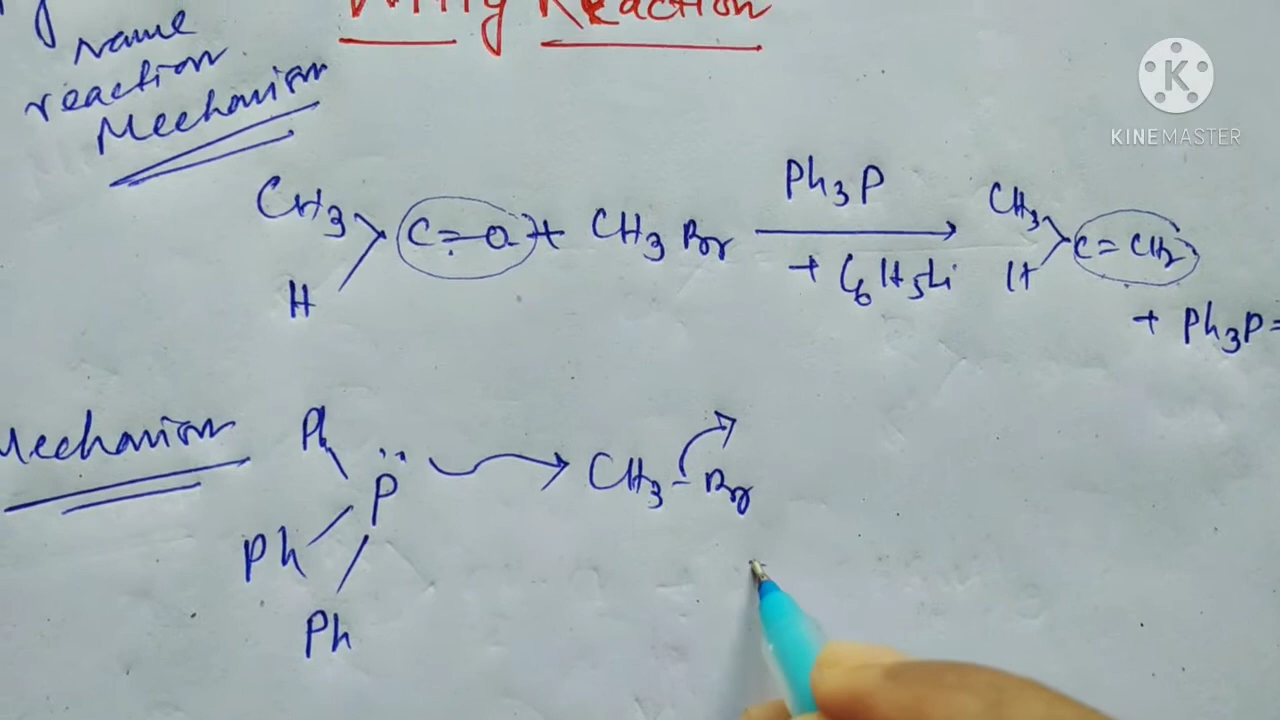 Wittig Reaction
Name
reaction
Mechanism
KINEMASTER
CH3
H
C=O + CH3Br
Ph3P
+ C6H5Li
CH3
H
C=CH2
+ Ph3P=
Mechanism
Ph
Ph
Ph
P
CH3-Br